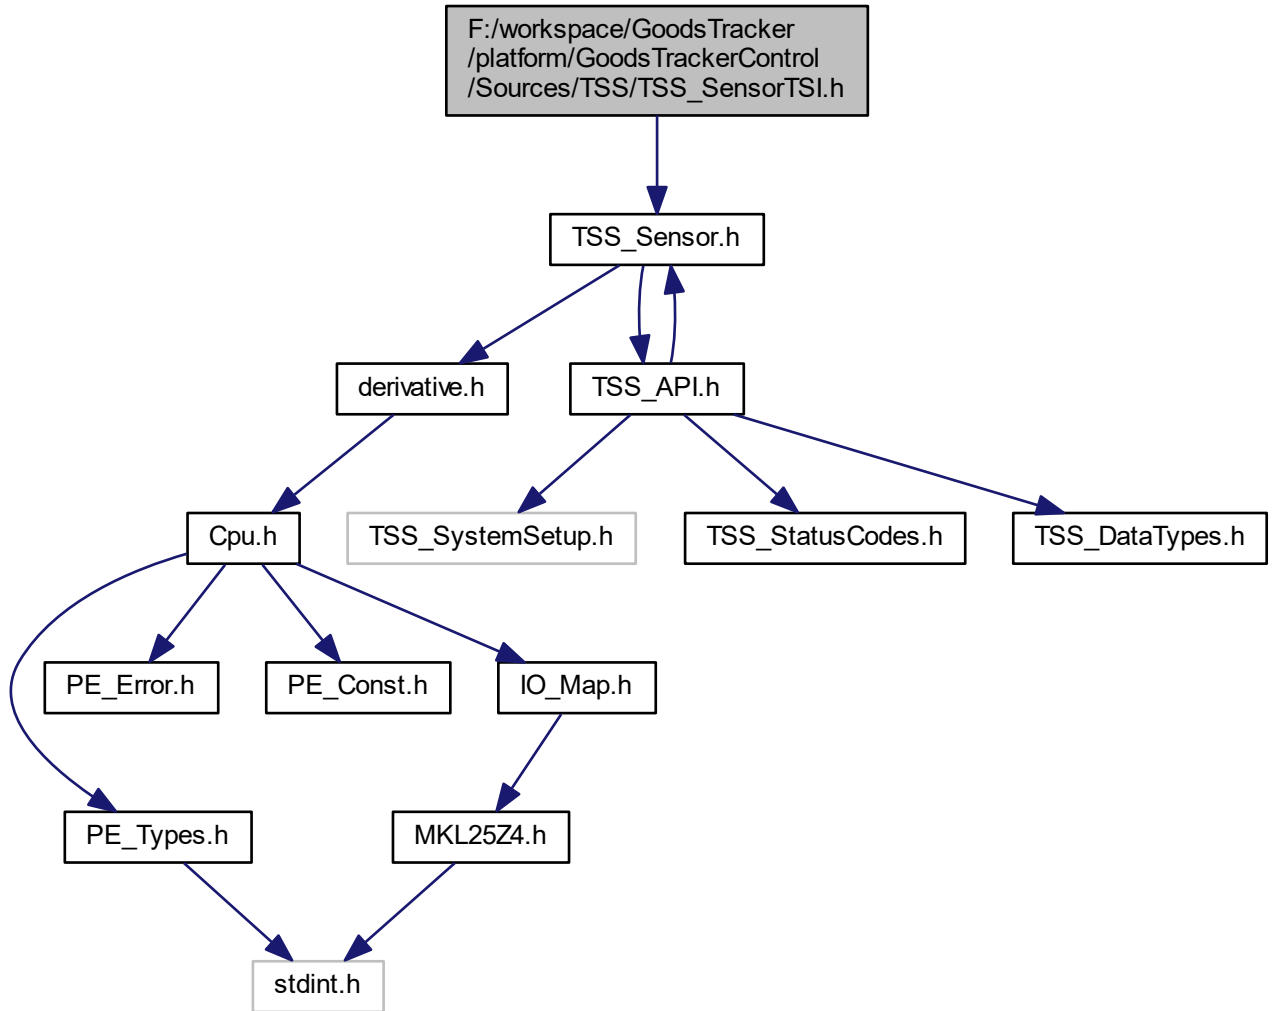 F:/workspace/GoodsTracker
/platform/GoodsTrackerControl
/Sources/TSS/TSS_SensorTSI.h
TSS_Sensor.h
derivative.h
TSS_API.h
Cpu.h
TSS_SystemSetup.h
TSS_StatusCodes.h
TSS_DataTypes.h
PE_Error.h
PE_Const.h
IO_Map.h
PE_Types.h
MKL25Z4.h
stdint.h